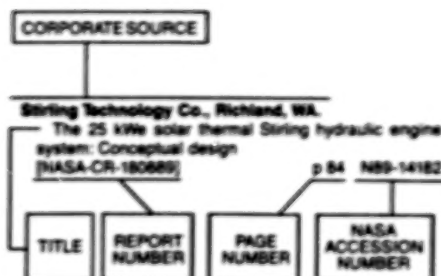 CORPORATE SOURCE
Stirling Technology Co., Richland, WA.
The 25 kWe solar thermal Stirling hydraulic engine
system: Conceptual design
[NASA-CR-180889] p 84 N89-14182
TITLE
REPORT
NUMBER
PAGE
NUMBER
NASA
ACCESSION
NUMBER